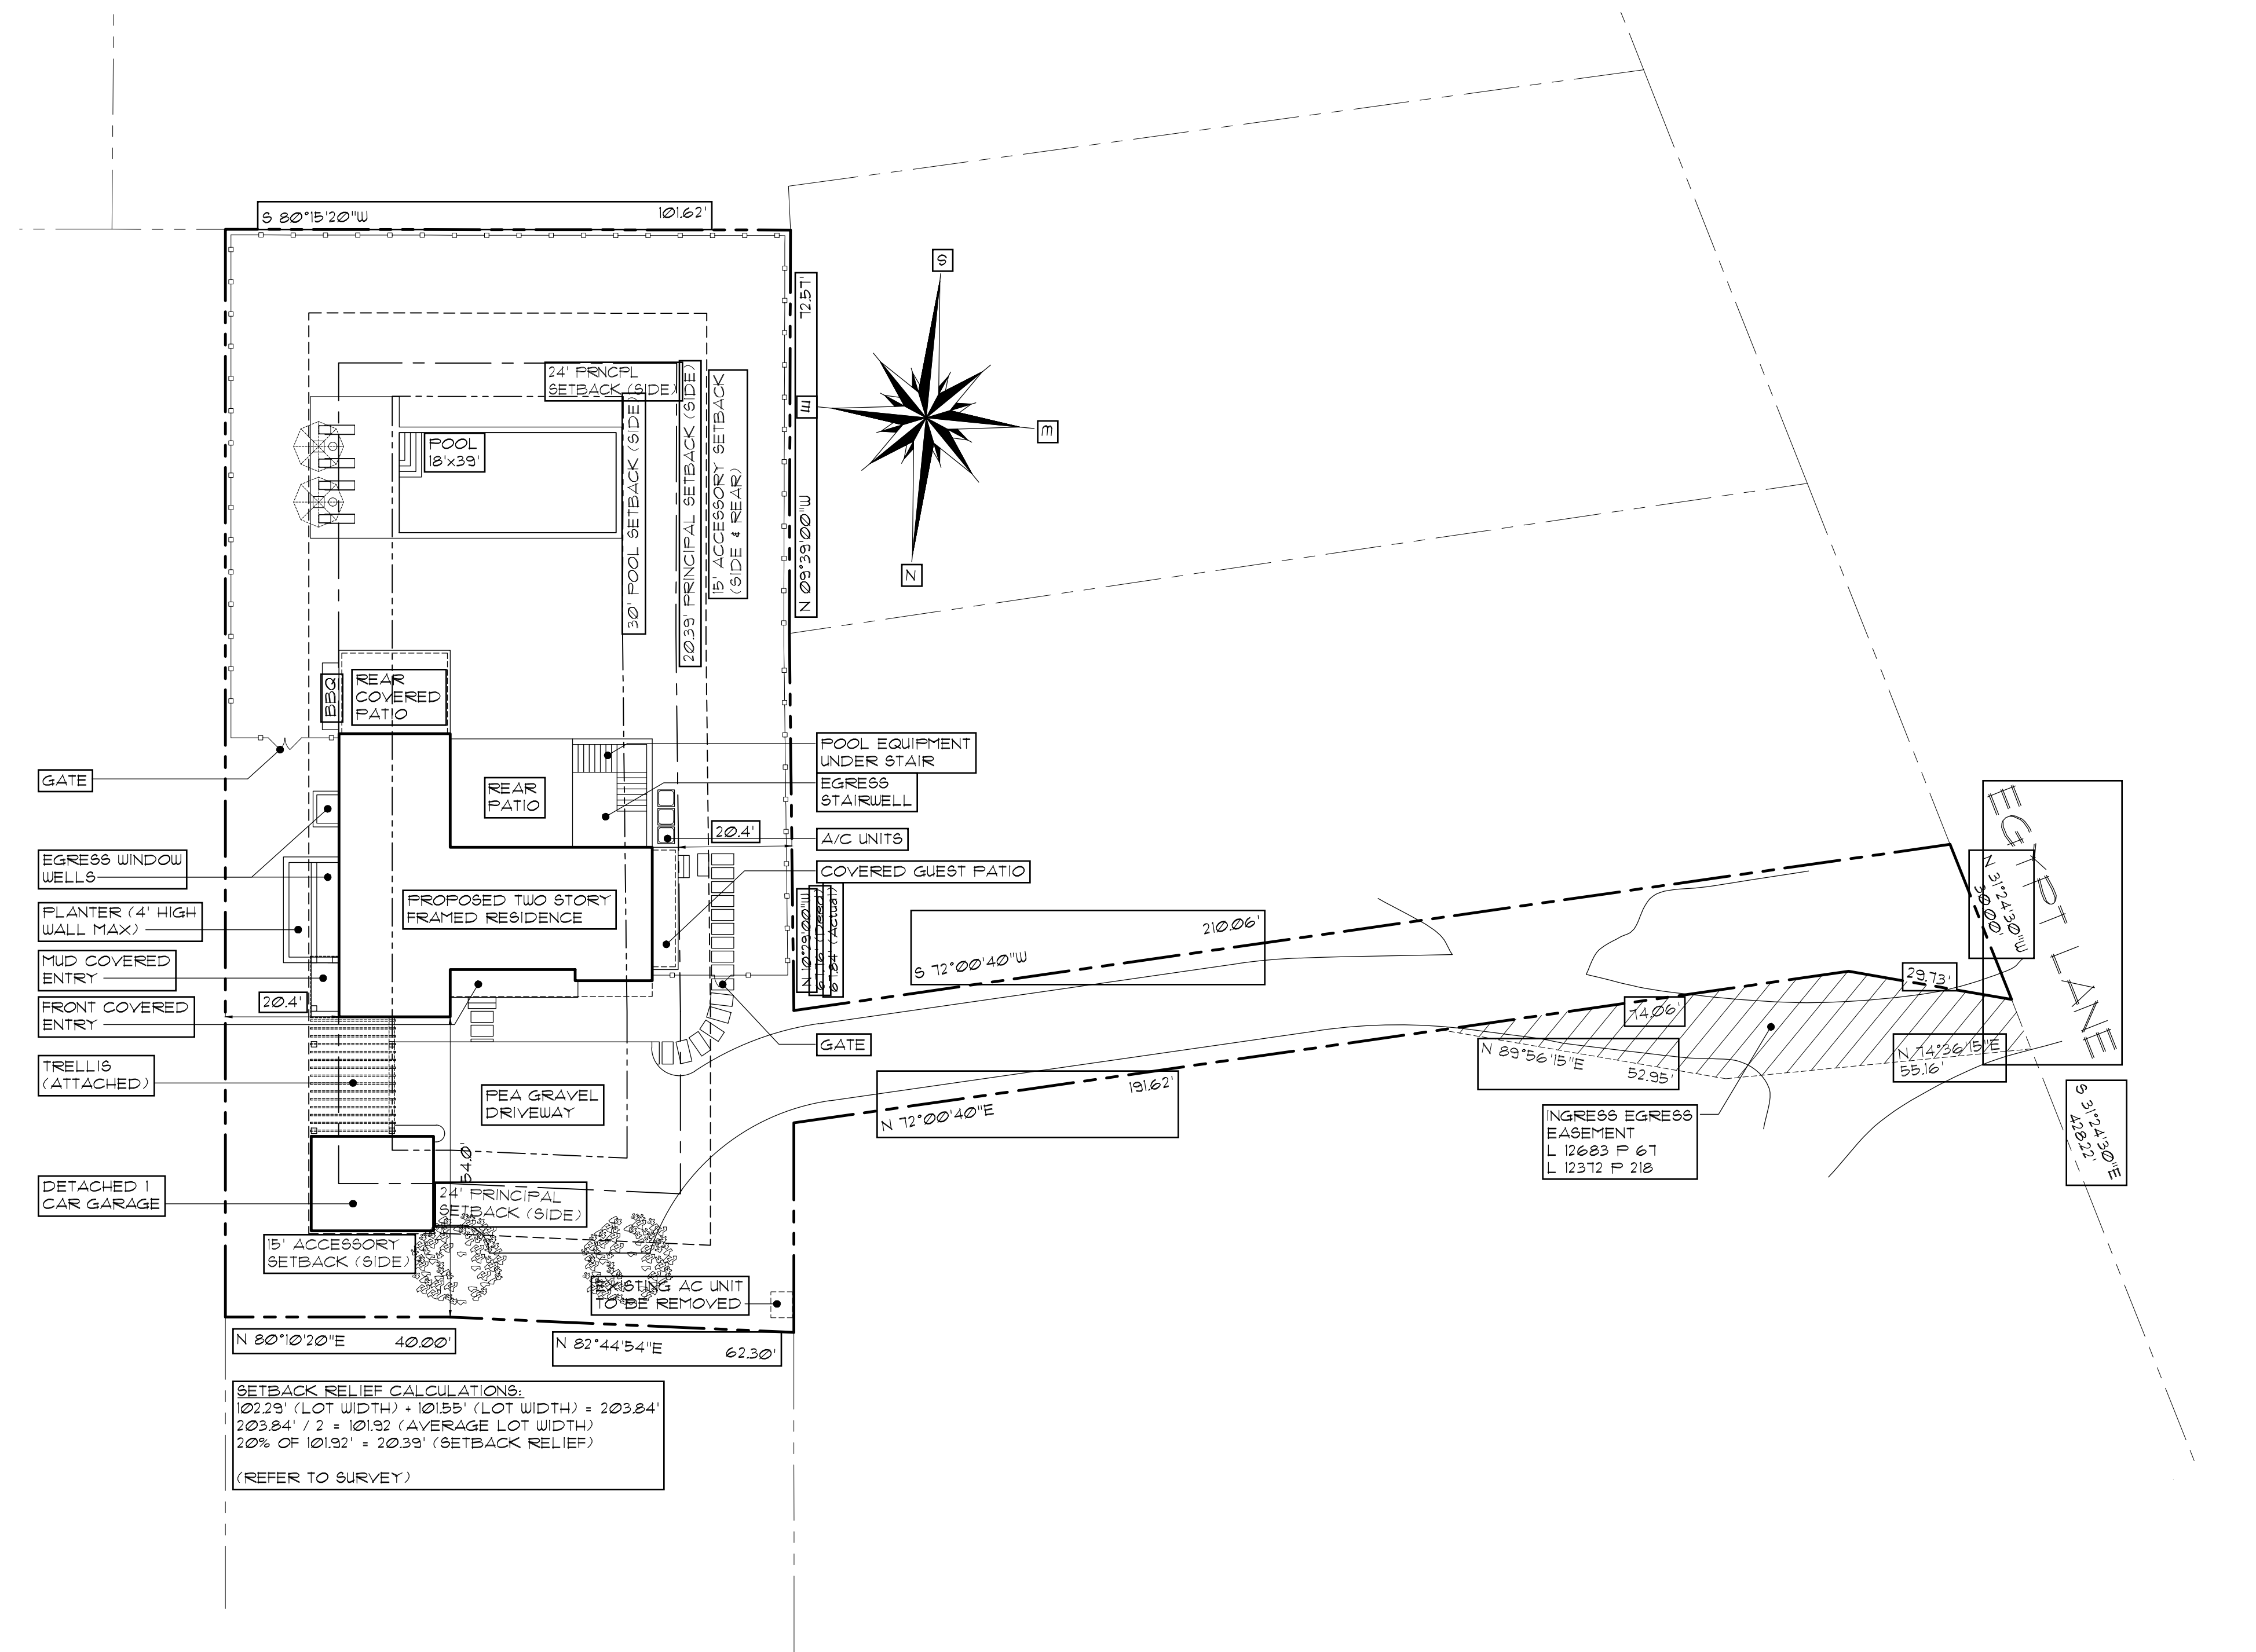 S 80°15'20"W 101.62'
S
72.57'
24' PRNCPL
SETBACK (SIDE)
30' POOL SETBACK (SIDE)
20.39' PRINCIPAL SETBACK (SIDE)
15' ACCESSORY SETBACK
(SIDE & REAR)
E
W
POOL
18'x39'
N 09°39'00"W
N
BBQ
REAR
COVERED
PATIO
POOL EQUIPMENT
UNDER STAIR
GATE
REAR
PATIO
EGRESS
STAIRWELL
20.4'
A/C UNITS
EGRESS WINDOW
WELLS
COVERED GUEST PATIO
PROPOSED TWO STORY
FRAMED RESIDENCE
PLANTER (4' HIGH
WALL MAX)
N 10°29'00"W
67.76' (Deed)
67.84' (Actual)
S 72°00'40"W 210.06'
EGYPT LANE
N 31°24'30"W
30.00'
MUD COVERED
ENTRY
20.4'
FRONT COVERED
ENTRY
29.73'
74.06'
GATE
N 89°56'15"E 52.95'
N 74°36'15"E
55.16'
TRELLIS
(ATTACHED)
PEA GRAVEL
DRIVEWAY
N 72°00'40"E 191.62'
INGRESS EGRESS
EASEMENT
L 12683 P 67
L 12372 P 218
S 31°24'30"E
428.22'
54.0'
DETACHED 1
CAR GARAGE
24' PRINCIPAL
SETBACK (SIDE)
15' ACCESSORY
SETBACK (SIDE)
EXISTING AC UNIT
TO BE REMOVED
N 80°10'20"E 40.00'
N 82°44'54"E 62.30'
SETBACK RELIEF CALCULATIONS:
102.29' (LOT WIDTH) + 101.55' (LOT WIDTH) = 203.84'
203.84' / 2 = 101.92 (AVERAGE LOT WIDTH)
20% OF 101.92' = 20.39' (SETBACK RELIEF)
(REFER TO SURVEY)